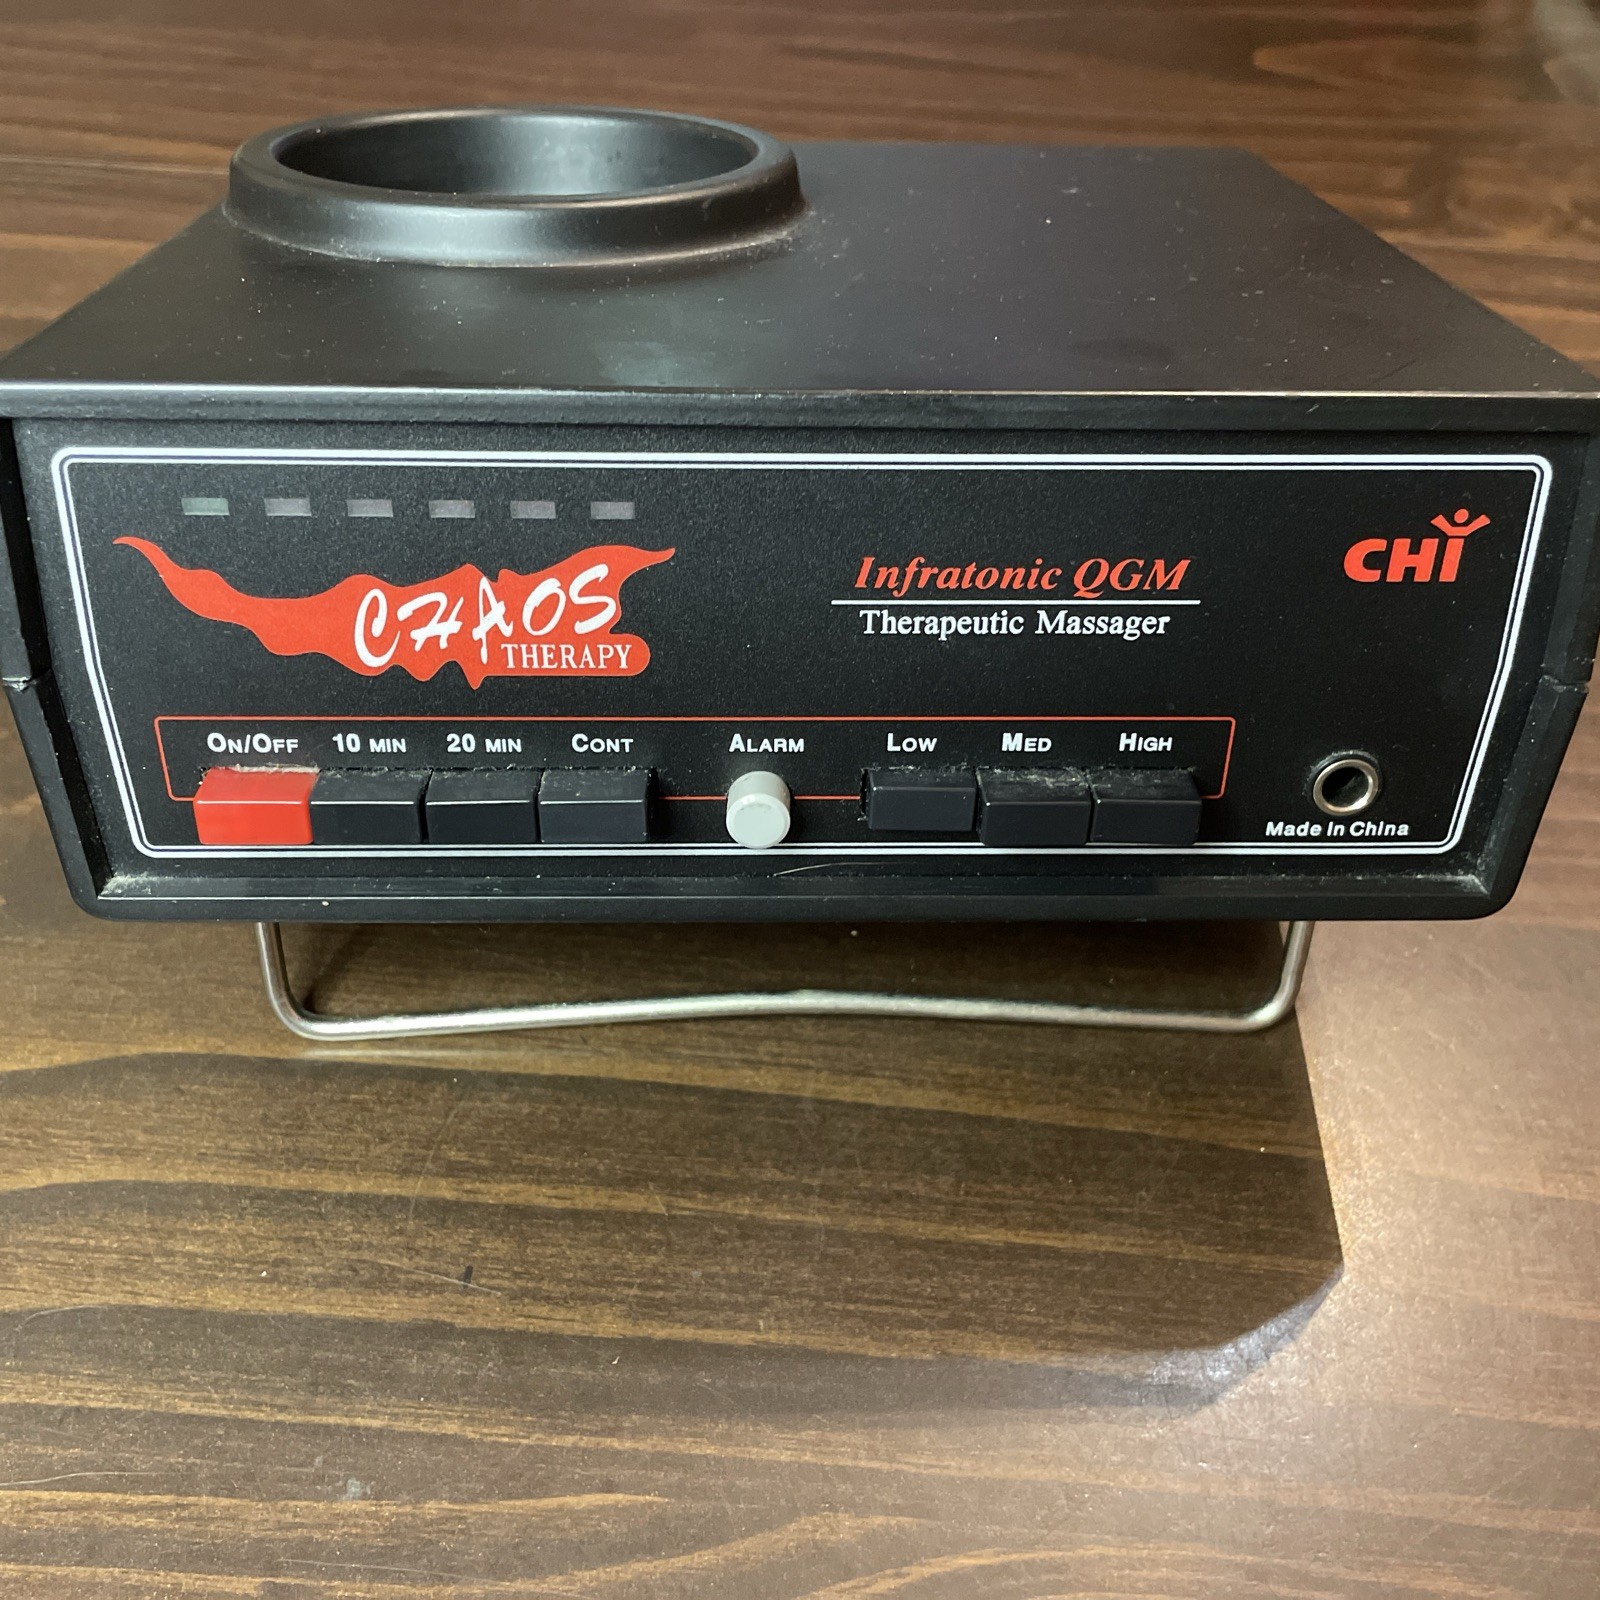 CHAOS
THERAPY
Infratonic QGM
Therapeutic Massager
CHI
ON/OFF 10 MIN 20 MIN CONT ALARM LOW MED HIGH
Made In China